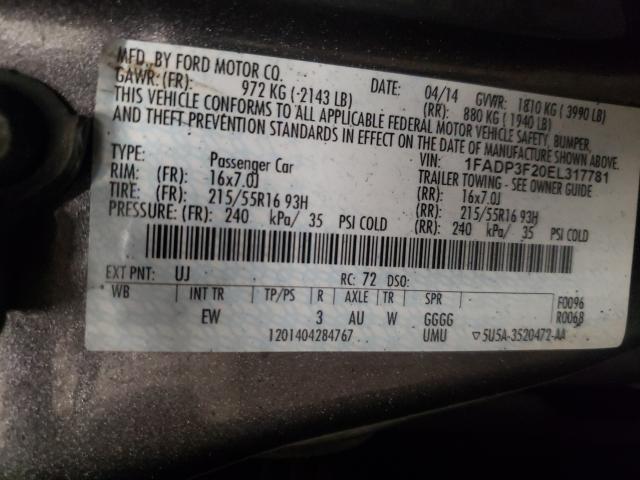 MFD. BY FORD MOTOR CO. DATE: 04/14 GVWR: 1810 KG (3990 LB)
GAWR: (FR): 972 KG (-2143 LB) (RR): 880 KG (1940 LB)
THIS VEHICLE CONFORMS TO ALL APPLICABLE FEDERAL MOTOR VEHICLE SAFETY, BUMPER,
AND THEFT PREVENTION STANDARDS IN EFFECT ON THE DATE OF MANUFACTURE SHOWN ABOVE.
VIN: 1FADP3F20EL317781
TYPE: Passenger Car TRAILER TOWING - SEE OWNER GUIDE
RIM: (FR): 16x7.0J (RR): 16x7.0J
TIRE: (FR): 215/55R16 93H (RR): 215/55R16 93H
PRESSURE: (FR): 240 kPa/ 35 PSI COLD (RR): 240 kPa/ 35 PSI COLD
EXT PNT: UJ RC: 72 DSO:
WB INT TR TP/PS R AXLE TR SPR F0096
EW 3 AU W GGGG R0068
1201404284767 UMU ▽5U5A-3520472-AA